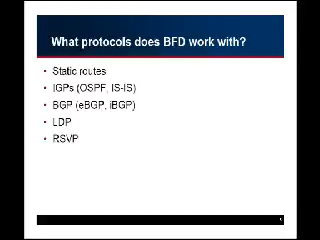 What protocols does BFD work with?
• Static routes
• IGPs (OSPF, IS-IS)
• BGP (eBGP, iBGP)
• LDP
• RSVP